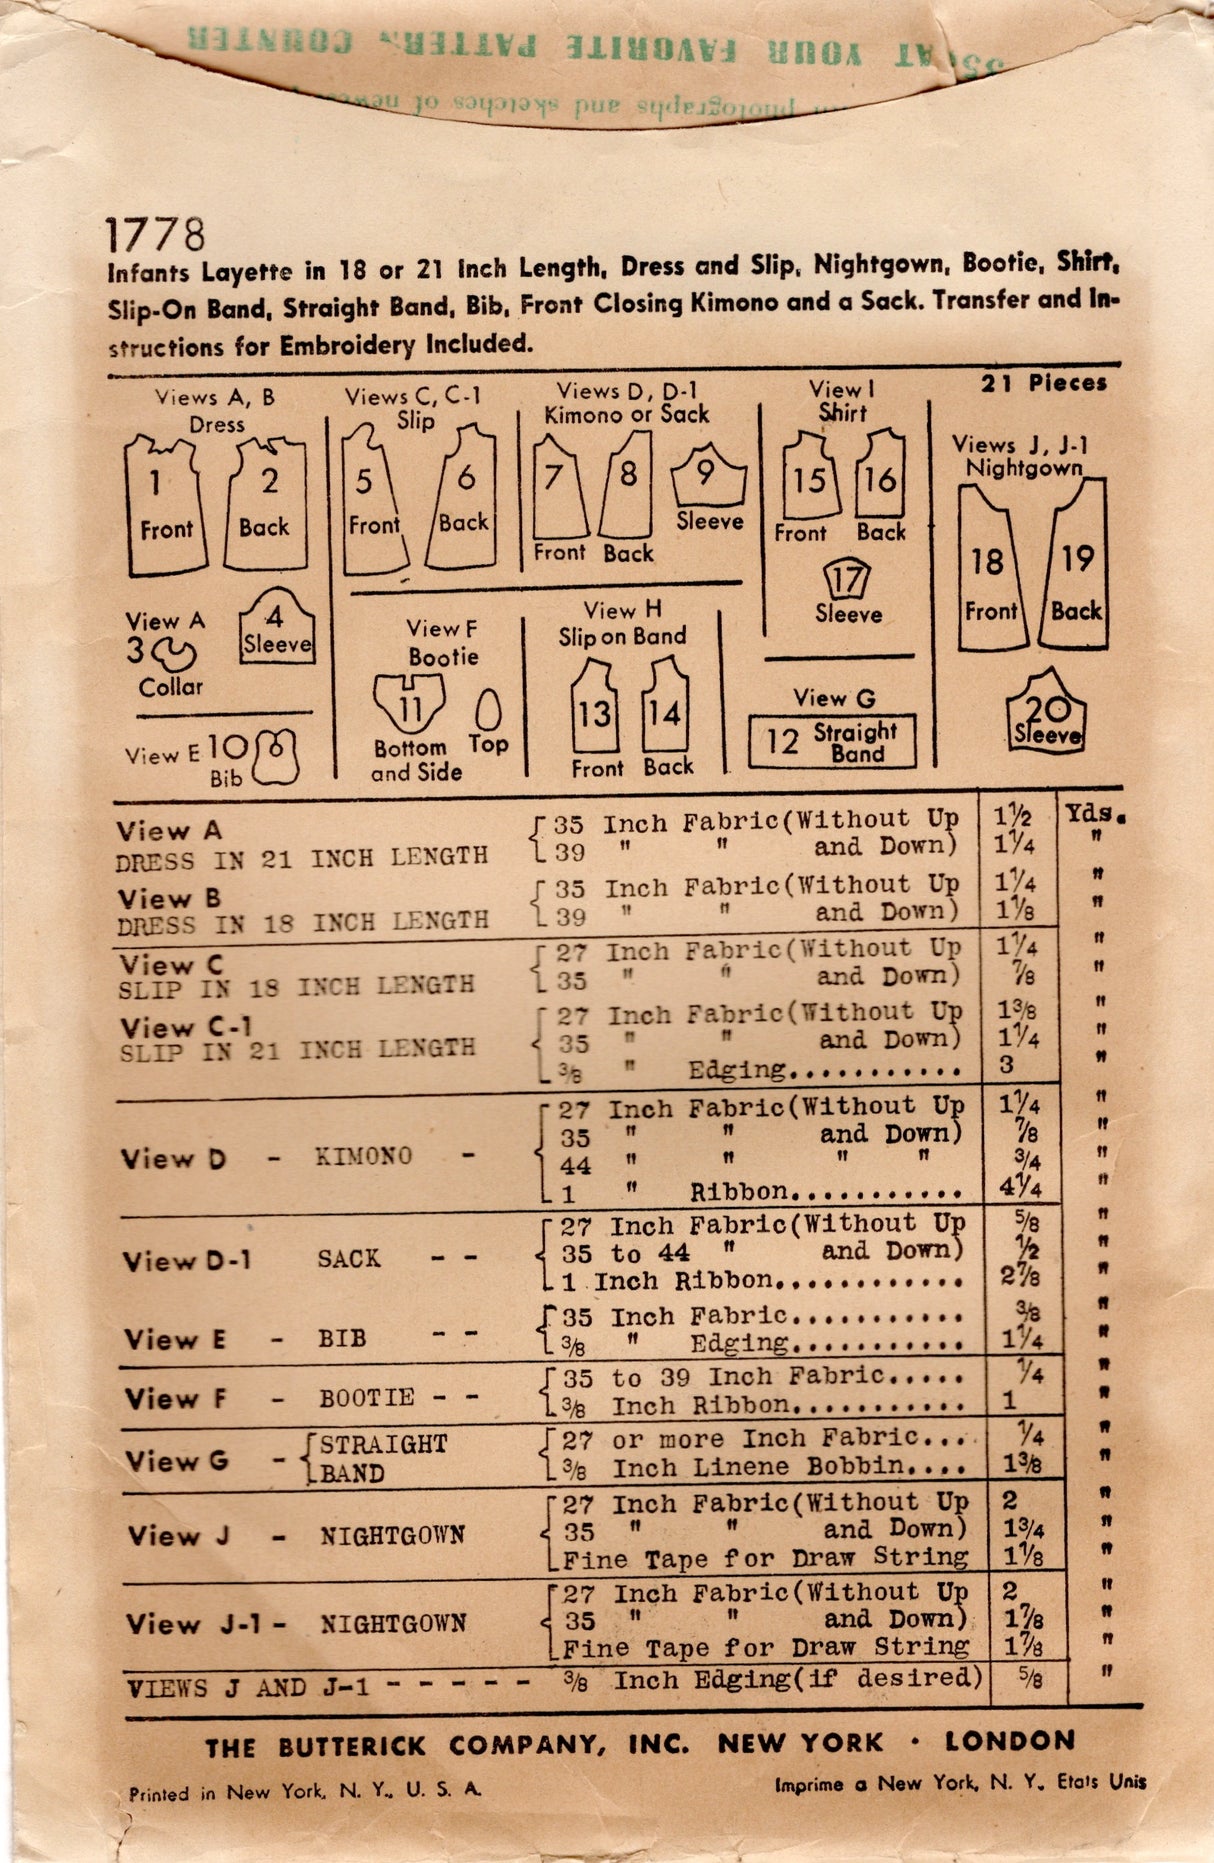 35¢ AT YOUR FAVORITE PATTERN COUNTER
photographs and sketches of
1778
Infants Layette in 18 or 21 Inch Length, Dress and Slip, Nightgown, Bootie, Shirt,
Slip-On Band, Straight Band, Bib, Front Closing Kimono and a Sack. Transfer and In-
structions for Embroidery Included.
21 Pieces
Views A, B
Dress
1
Front
2
Back
View A
3
Collar
4
Sleeve
View E 10
Bib
Views C, C-1
Slip
5
Front
6
Back
Views D, D-1
Kimono or Sack
7
Front
8
Back
9
Sleeve
View F
Bootie
11
Bottom
and Side
Top
View H
Slip on Band
13
Front
14
Back
View I
Shirt
15
Front
16
Back
17
Sleeve
View G
12 Straight
Band
Views J, J-1
Nightgown
18
Front
19
Back
20
Sleeve
View A
DRESS IN 21 INCH LENGTH
35 Inch Fabric(Without Up 1½ Yds.
39 " " and Down) 1¼ "
View B
DRESS IN 18 INCH LENGTH
35 Inch Fabric(Without Up 1¼ "
39 " " and Down) 1⅛ "
View C
SLIP IN 18 INCH LENGTH
27 Inch Fabric(Without Up 1¼ "
35 " " and Down) ⅞ "
View C-1
SLIP IN 21 INCH LENGTH
27 Inch Fabric(Without Up 1⅜ "
35 " " and Down) 1¼ "
⅜ " Edging........... 3 "
View D - KIMONO -
27 Inch Fabric(Without Up 1¼ "
35 " " and Down) ⅞ "
44 " " " " ¾ "
1 " Ribbon........... 4¼ "
View D-1 SACK - -
27 Inch Fabric(Without Up ⅝ "
35 to 44 " and Down) ½ "
1 Inch Ribbon............ 2⅞ "
View E - BIB - -
35 Inch Fabric........... ⅜ "
⅜ " Edging........... 1¼ "
View F - BOOTIE - -
35 to 39 Inch Fabric..... ¼ "
⅜ Inch Ribbon........... 1 "
View G - STRAIGHT
BAND
27 or more Inch Fabric... ¼ "
⅜ Inch Linene Bobbin.... 1⅜ "
View J - NIGHTGOWN
27 Inch Fabric(Without Up 2 "
35 " " and Down) 1¾ "
Fine Tape for Draw String 1⅛ "
View J-1 - NIGHTGOWN
27 Inch Fabric(Without Up 2 "
35 " " and Down) 1⅞ "
Fine Tape for Draw String 1⅞ "
VIEWS J AND J-1 - - - - - ⅜ Inch Edging(if desired) ⅝ "
THE BUTTERICK COMPANY, INC. NEW YORK · LONDON
Printed in New York, N. Y., U. S. A.
Imprime a New York, N. Y., Etats Unis